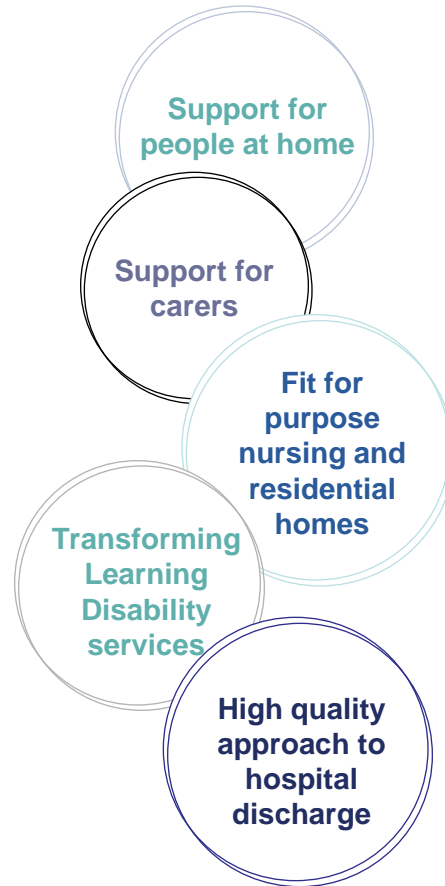 Support for
people at home
Support for
carers
Fit for
purpose
nursing and
residential
homes
Transforming
Learning
Disability
services
High quality
approach to
hospital
discharge